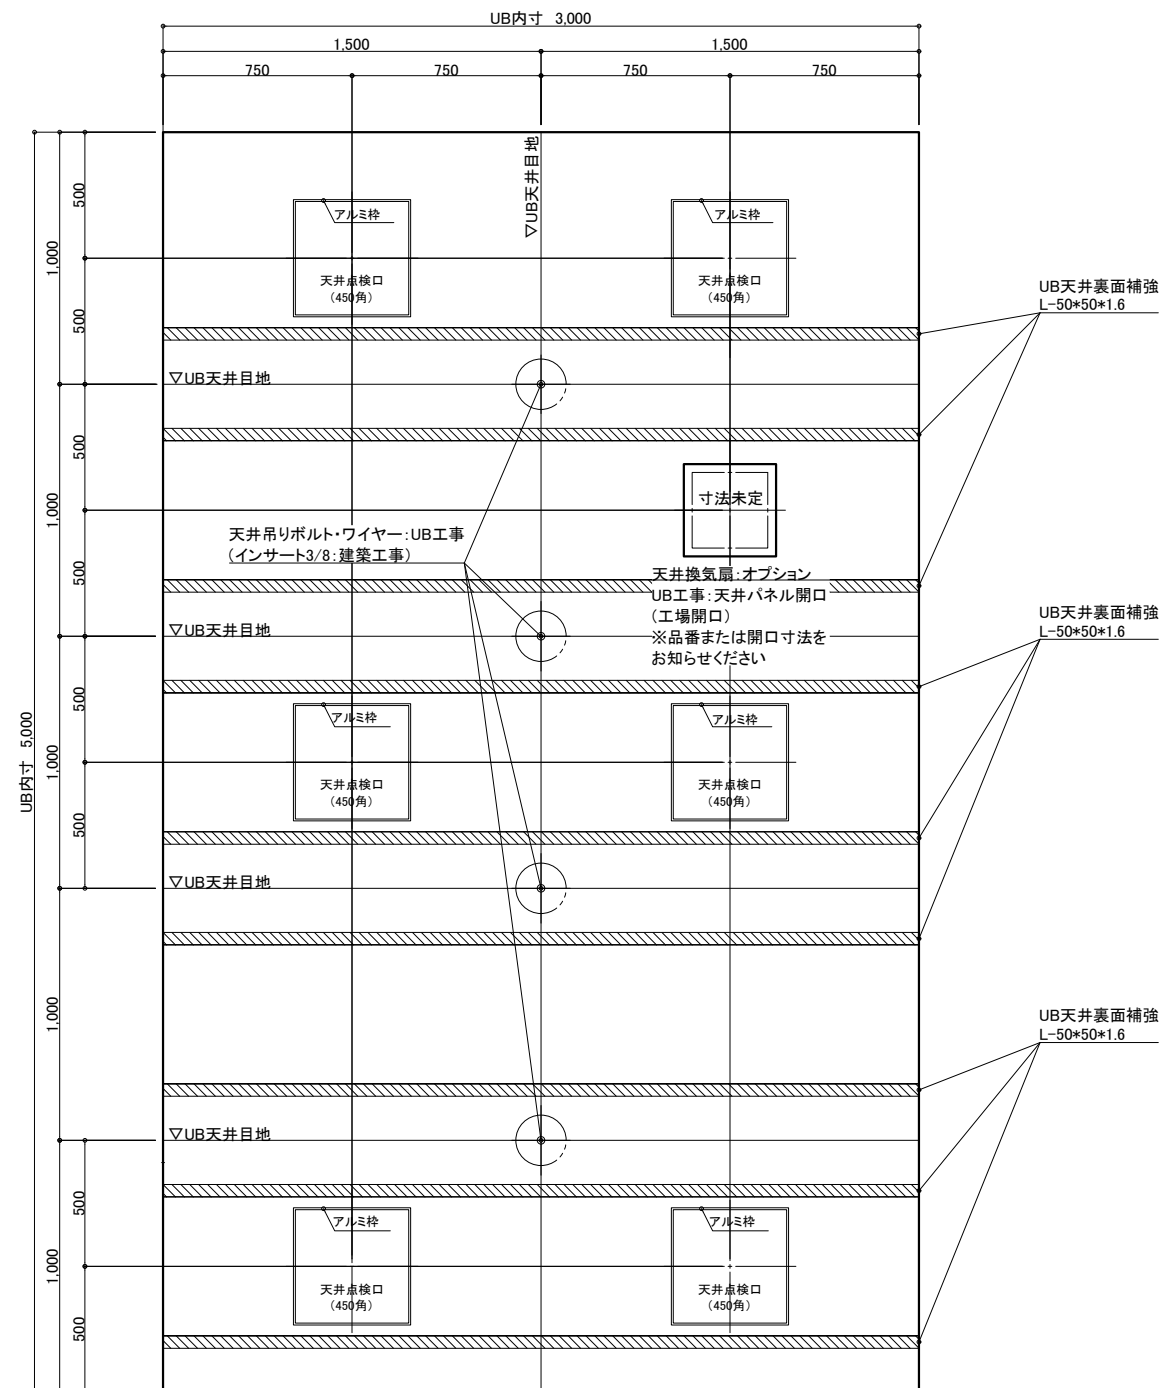 UB内寸 3,000
1,500
1,500
750
750
750
750
▽UB天井目地
500
1,000
500
アルミ枠
天井点検口
(450角)
アルミ枠
天井点検口
(450角)
UB天井裏面補強
L-50*50*1.6
▽UB天井目地
500
1,000
500
寸法未定
天井吊りボルト・ワイヤー:UB工事
(インサート3/8:建築工事)
天井換気扇:オプション
UB工事:天井パネル開口
(工場開口)
※品番または開口寸法を
お知らせください
UB天井裏面補強
L-50*50*1.6
▽UB天井目地
UB内寸 5,000
500
1,000
500
アルミ枠
天井点検口
(450角)
アルミ枠
天井点検口
(450角)
▽UB天井目地
1,000
UB天井裏面補強
L-50*50*1.6
▽UB天井目地
500
1,000
500
アルミ枠
天井点検口
(450角)
アルミ枠
天井点検口
(450角)